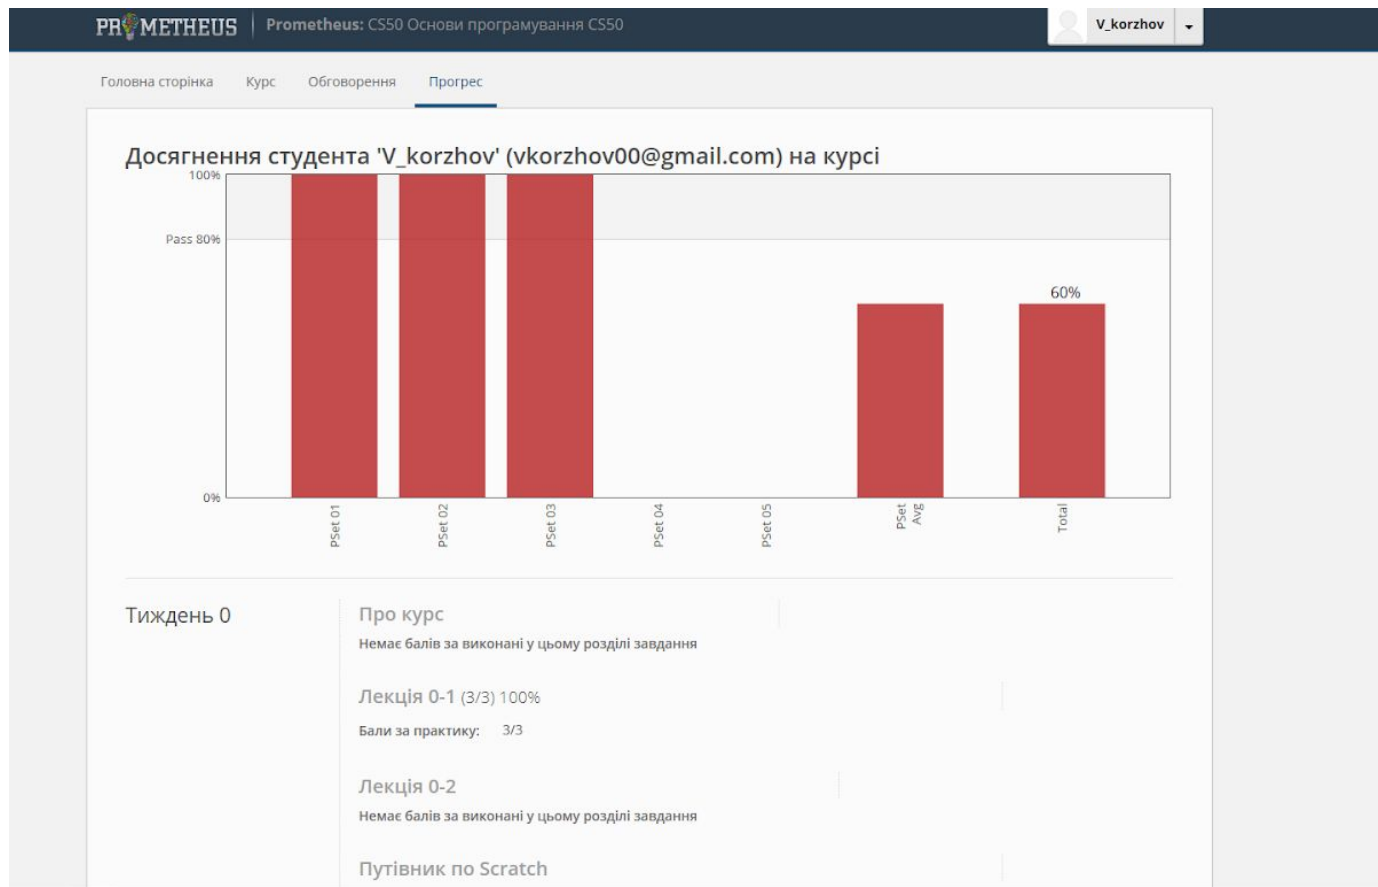 PROMETHEUS
Prometheus: CS50 Основи програмування CS50
V_korzhov
Головна сторінка Курс Обговорення Прогрес
Досягнення студента 'V_korzhov' (vkorzhov00@gmail.com) на курсі
100%
Pass 80%
60%
0%
PSet 01
PSet 02
PSet 03
PSet 04
PSet 05
PSet
Avg
Total
Тиждень 0
Про курс
Немає балів за виконані у цьому розділі завдання
Лекція 0-1 (3/3) 100%
Бали за практику: 3/3
Лекція 0-2
Немає балів за виконані у цьому розділі завдання
Путівник по Scratch